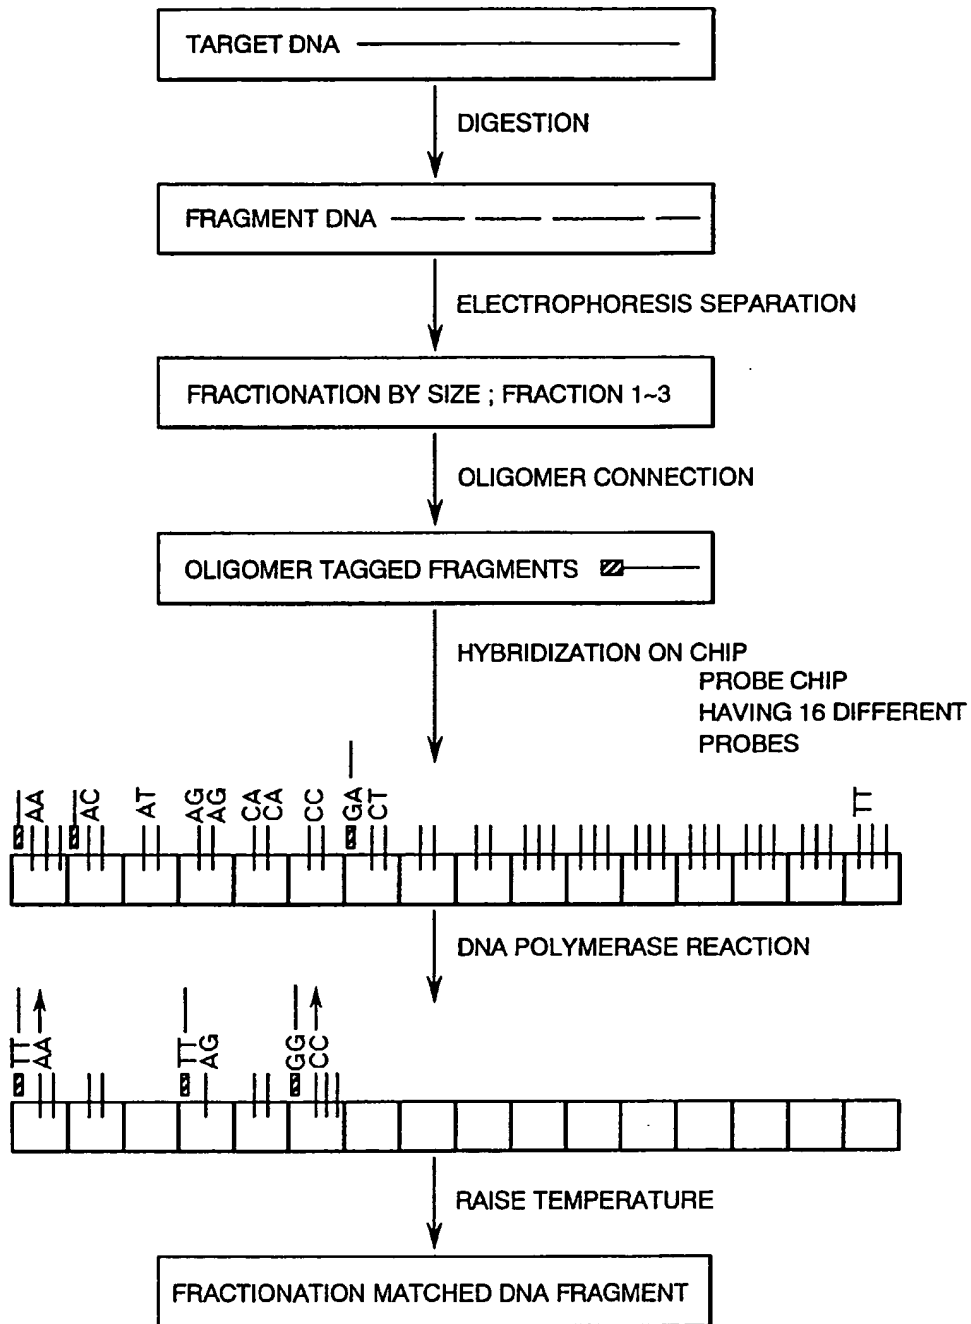 TARGET DNA
DIGESTION
FRAGMENT DNA
ELECTROPHORESIS SEPARATION
FRACTIONATION BY SIZE ; FRACTION 1~3
OLIGOMER CONNECTION
OLIGOMER TAGGED FRAGMENTS
HYBRIDIZATION ON CHIP
PROBE CHIP
HAVING 16 DIFFERENT
PROBES
AA
AC
AT
AG
AG
CA
CA
CC
GA
CT
TT
DNA POLYMERASE REACTION
TT
AA
TT
AG
GG
CC
RAISE TEMPERATURE
FRACTIONATION MATCHED DNA FRAGMENT